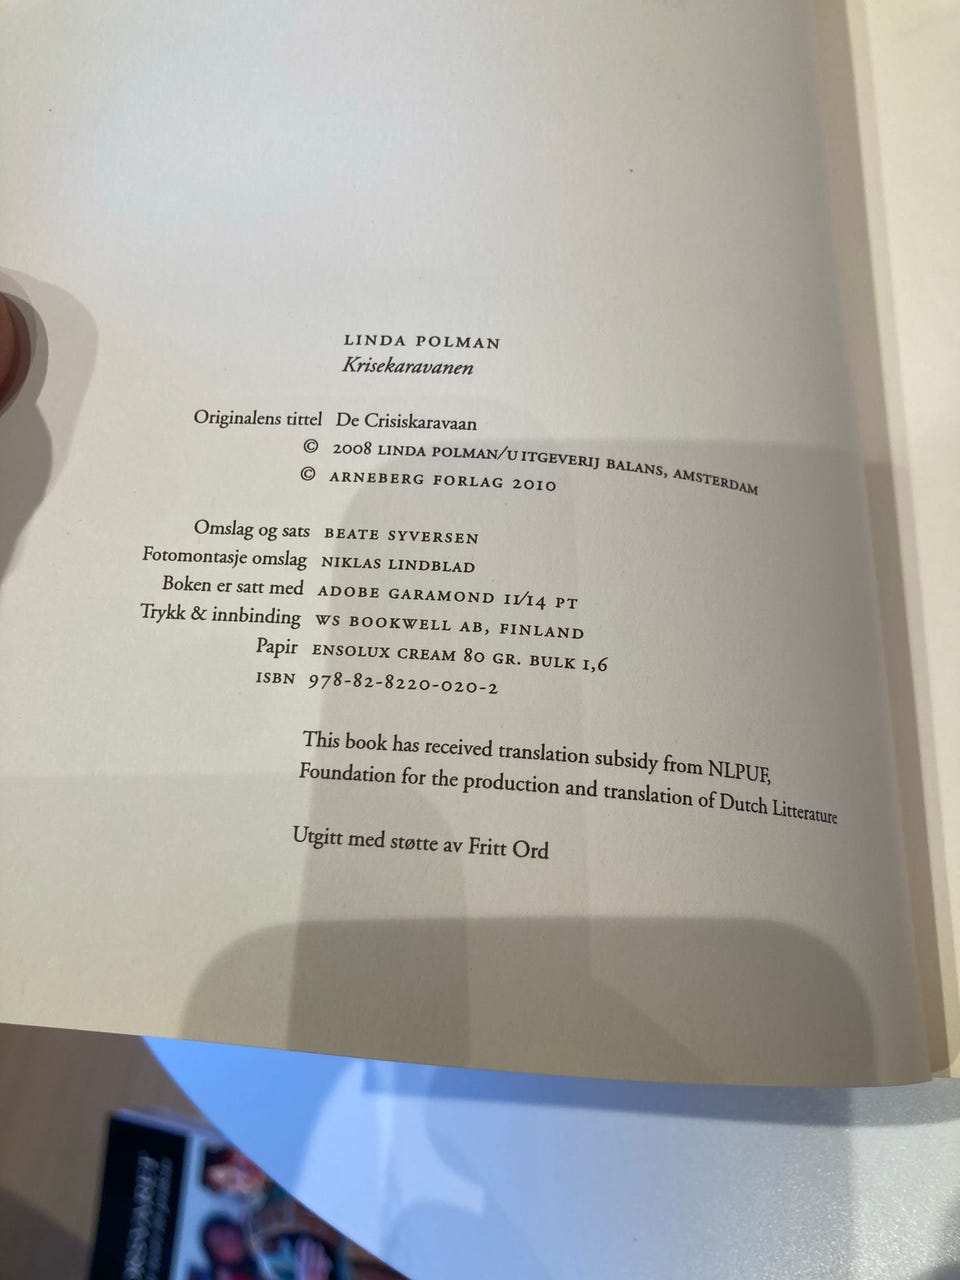 LINDA POLMAN
Krisekaravanen
Originalens tittel De Crisiskaravaan
© 2008 LINDA POLMAN/UITGEVERIJ BALANS, AMSTERDAM
© ARNEBERG FORLAG 2010
Omslag og sats BEATE SYVERSEN
Fotomontasje omslag NIKLAS LINDBLAD
Boken er satt med ADOBE GARAMOND 11/14 PT
Trykk & innbinding WS BOOKWELL AB, FINLAND
Papir ENSOLUX CREAM 80 GR. BULK 1,6
ISBN 978-82-8220-020-2
This book has received translation subsidy from NLPUF,
Foundation for the production and translation of Dutch Litterature
Utgitt med støtte av Fritt Ord